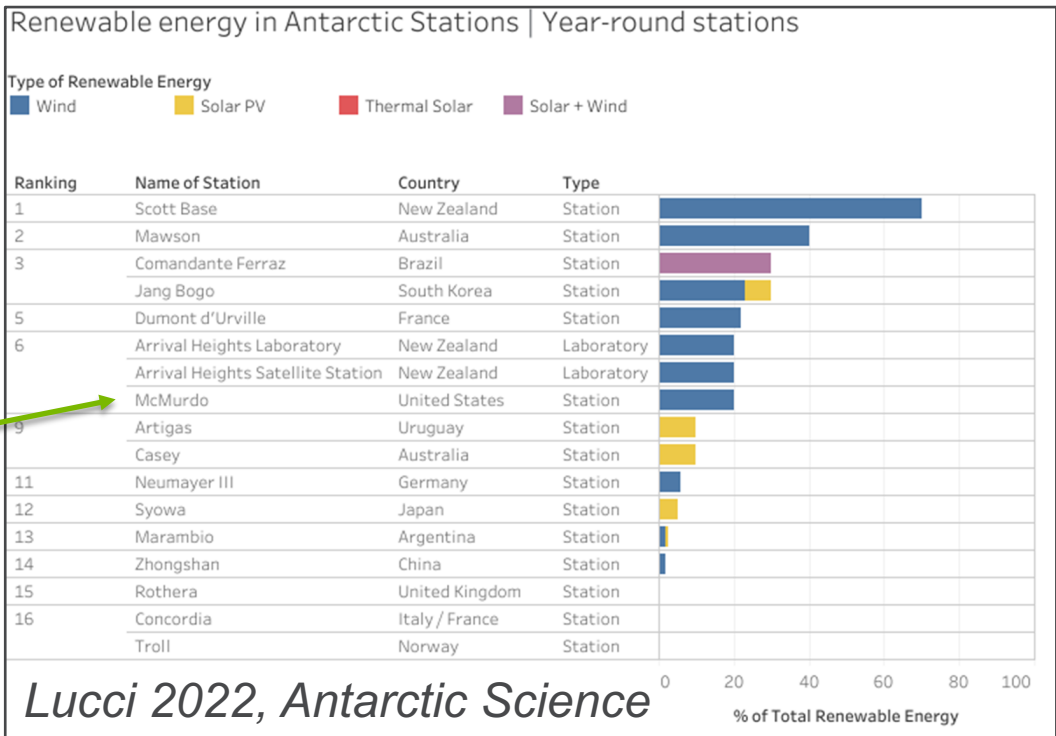 Renewable energy in Antarctic Stations | Year-round stations
Type of Renewable Energy
Wind Solar PV Thermal Solar Solar + Wind
Ranking Name of Station Country Type
1 Scott Base New Zealand Station
2 Mawson Australia Station
3 Comandante Ferraz Brazil Station
Jang Bogo South Korea Station
5 Dumont d'Urville France Station
6 Arrival Heights Laboratory New Zealand Laboratory
Arrival Heights Satellite Station New Zealand Laboratory
McMurdo United States Station
9 Artigas Uruguay Station
Casey Australia Station
11 Neumayer III Germany Station
12 Syowa Japan Station
13 Marambio Argentina Station
14 Zhongshan China Station
15 Rothera United Kingdom Station
16 Concordia Italy / France Station
Troll Norway Station
0 20 40 60 80 100
% of Total Renewable Energy
Lucci 2022, Antarctic Science